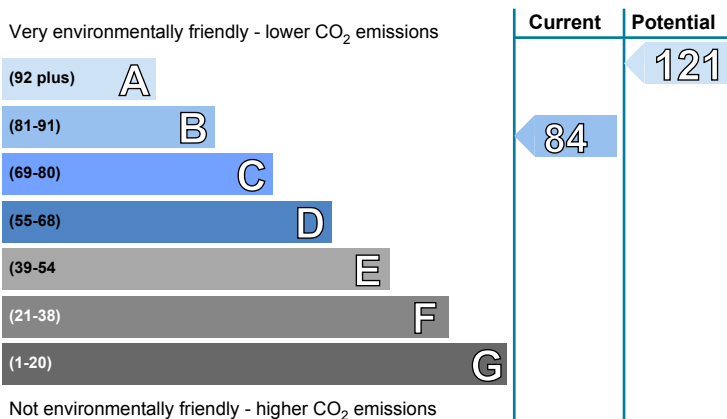 Very environmentally friendly - lower CO2 emissions
Current
Potential
(92 plus) A
121
(81-91) B
84
(69-80) C
(55-68) D
(39-54 E
(21-38) F
(1-20) G
Not environmentally friendly - higher CO2 emissions